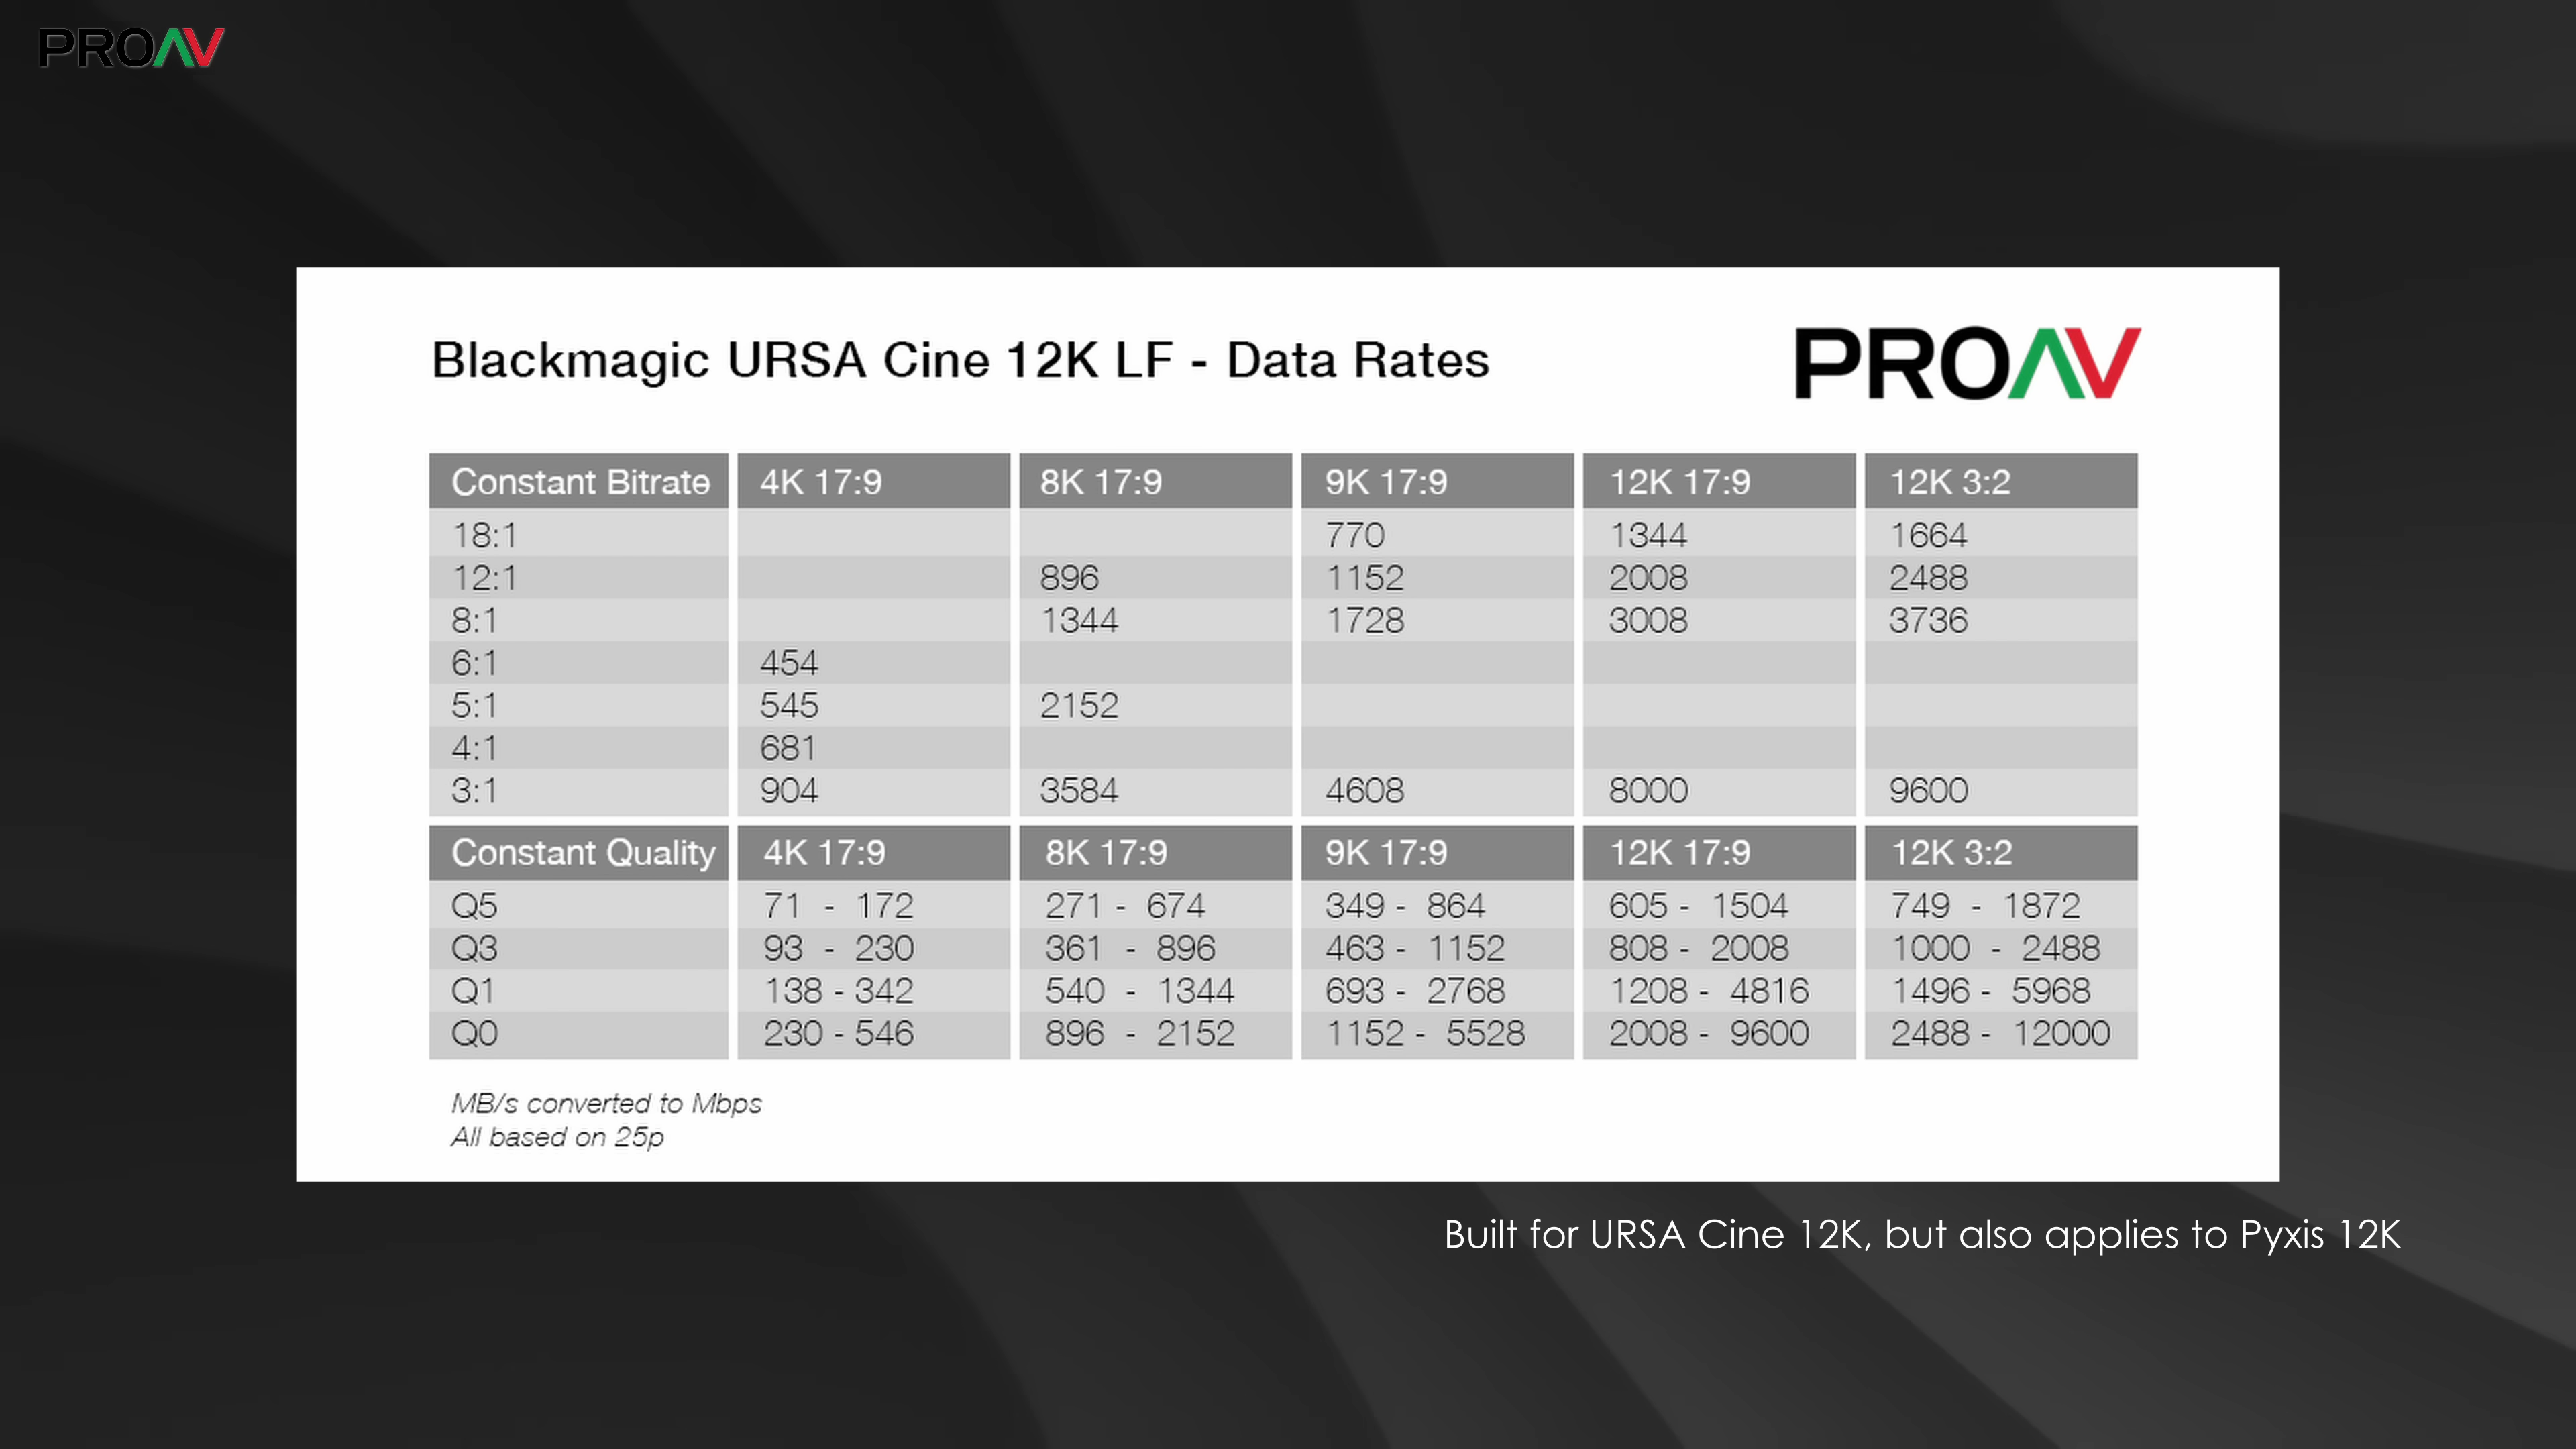 PROAV
Blackmagic URSA Cine 12K LF - Data Rates
PROAV
Constant Bitrate 4K 17:9 8K 17:9 9K 17:9 12K 17:9 12K 3:2
18:1 770 1344 1664
12:1 896 1152 2008 2488
8:1 1344 1728 3008 3736
6:1 454
5:1 545 2152
4:1 681
3:1 904 3584 4608 8000 9600
Constant Quality 4K 17:9 8K 17:9 9K 17:9 12K 17:9 12K 3:2
Q5 71 - 172 271 - 674 349 - 864 605 - 1504 749 - 1872
Q3 93 - 230 361 - 896 463 - 1152 808 - 2008 1000 - 2488
Q1 138 - 342 540 - 1344 693 - 2768 1208 - 4816 1496 - 5968
Q0 230 - 546 896 - 2152 1152 - 5528 2008 - 9600 2488 - 12000
MB/s converted to Mbps
All based on 25p
Built for URSA Cine 12K, but also applies to Pyxis 12K